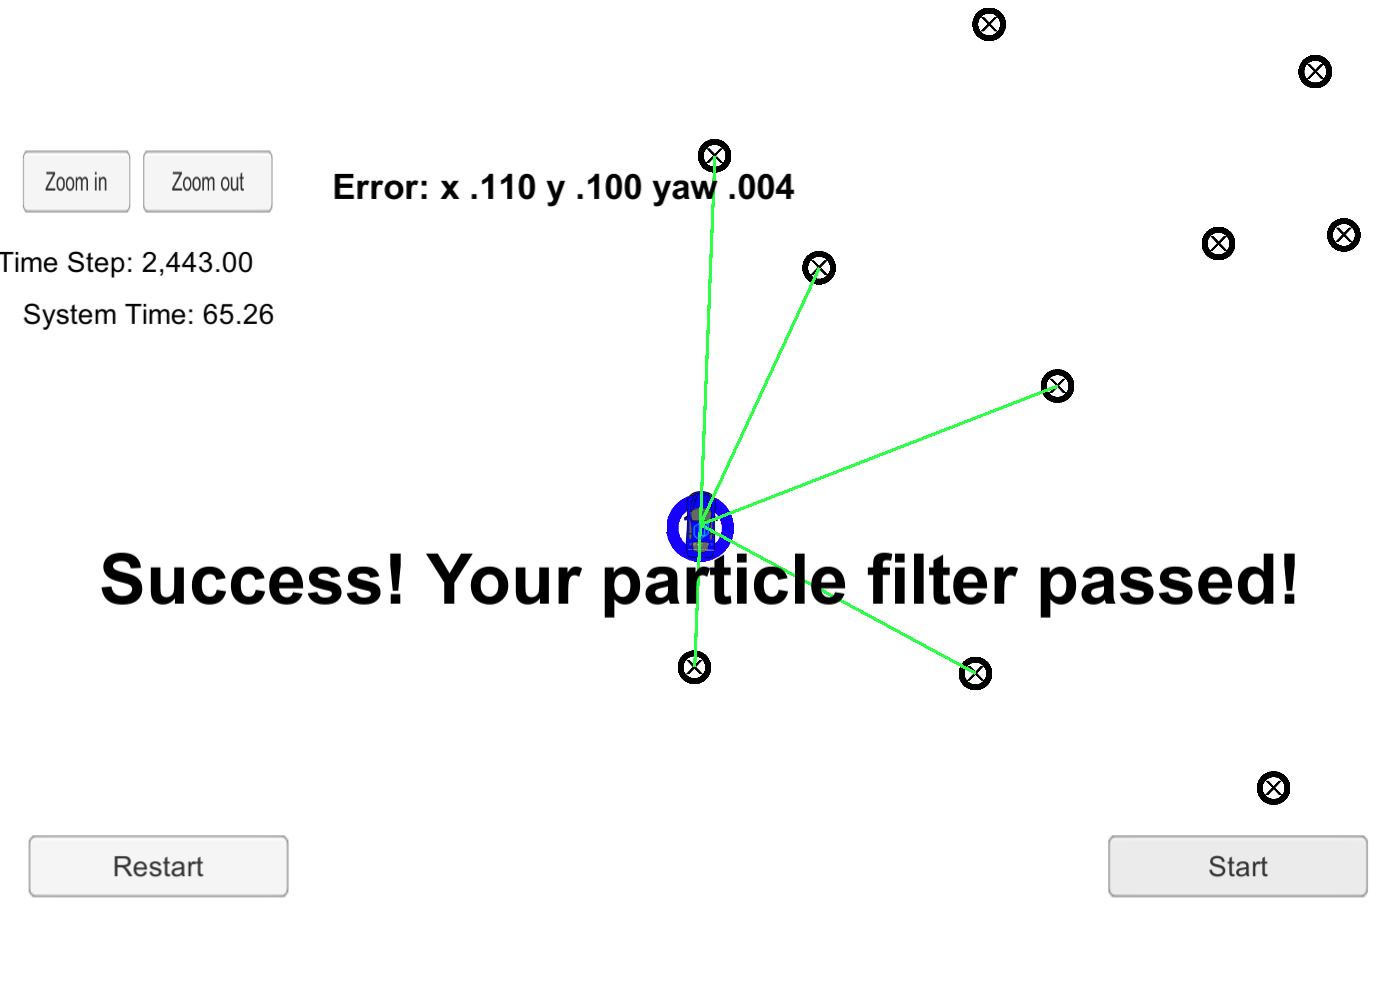 Zoom in
Zoom out
Error: x .110 y .100 yaw .004
Time Step: 2,443.00
System Time: 65.26
Success! Your particle filter passed!
Restart
Start